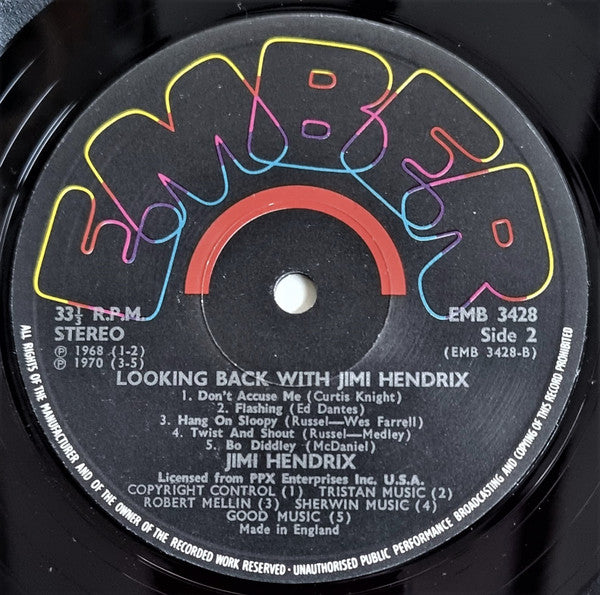 EMBER
33⅓ R.P.M.
STEREO
℗ 1968 (1-2)
℗ 1970 (3-5)
EMB 3428
Side 2
(EMB 3428-B)
LOOKING BACK WITH JIMI HENDRIX
1. Don't Accuse Me (Curtis Knight)
2. Flashing (Ed Dantes)
3. Hang On Sloopy (Russel—Wes Farrell)
4. Twist And Shout (Russel—Medley)
5. Bo Diddley (McDaniel)
JIMI HENDRIX
Licensed from PPX Enterprises Inc. U.S.A.
COPYRIGHT CONTROL (1) TRISTAN MUSIC (2)
ROBERT MELLIN (3) SHERWIN MUSIC (4)
GOOD MUSIC (5)
Made in England
ALL RIGHTS OF THE MANUFACTURER AND OF THE OWNER OF THE RECORDED WORK RESERVED - UNAUTHORISED PUBLIC PERFORMANCE BROADCASTING AND COPYING OF THIS RECORD PROHIBITED